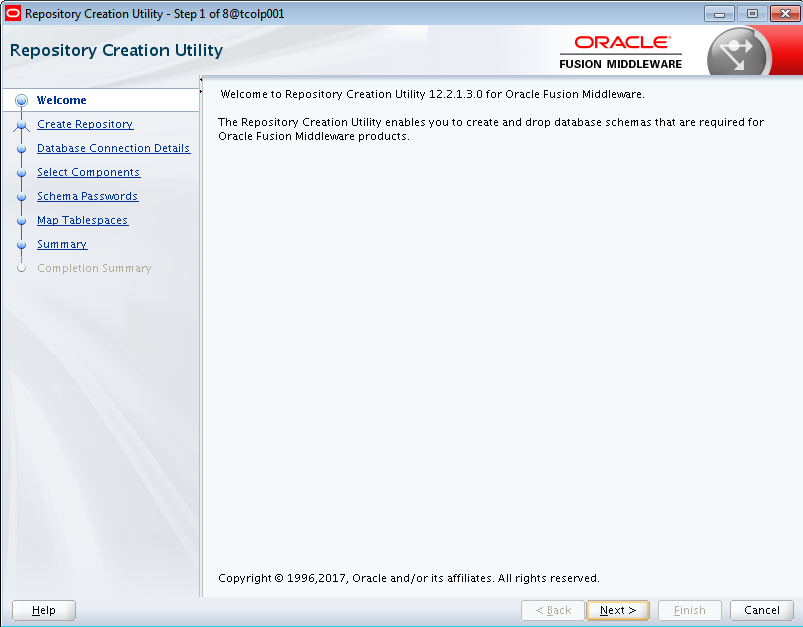 Repository Creation Utility - Step 1 of 8@tcolp001
Repository Creation Utility
ORACLE®
FUSION MIDDLEWARE
Welcome
Create Repository
Database Connection Details
Select Components
Schema Passwords
Map Tablespaces
Summary
Completion Summary
Welcome to Repository Creation Utility 12.2.1.3.0 for Oracle Fusion Middleware.
The Repository Creation Utility enables you to create and drop database schemas that are required for
Oracle Fusion Middleware products.
Copyright © 1996,2017, Oracle and/or its affiliates. All rights reserved.
Help
< Back
Next >
Finish
Cancel